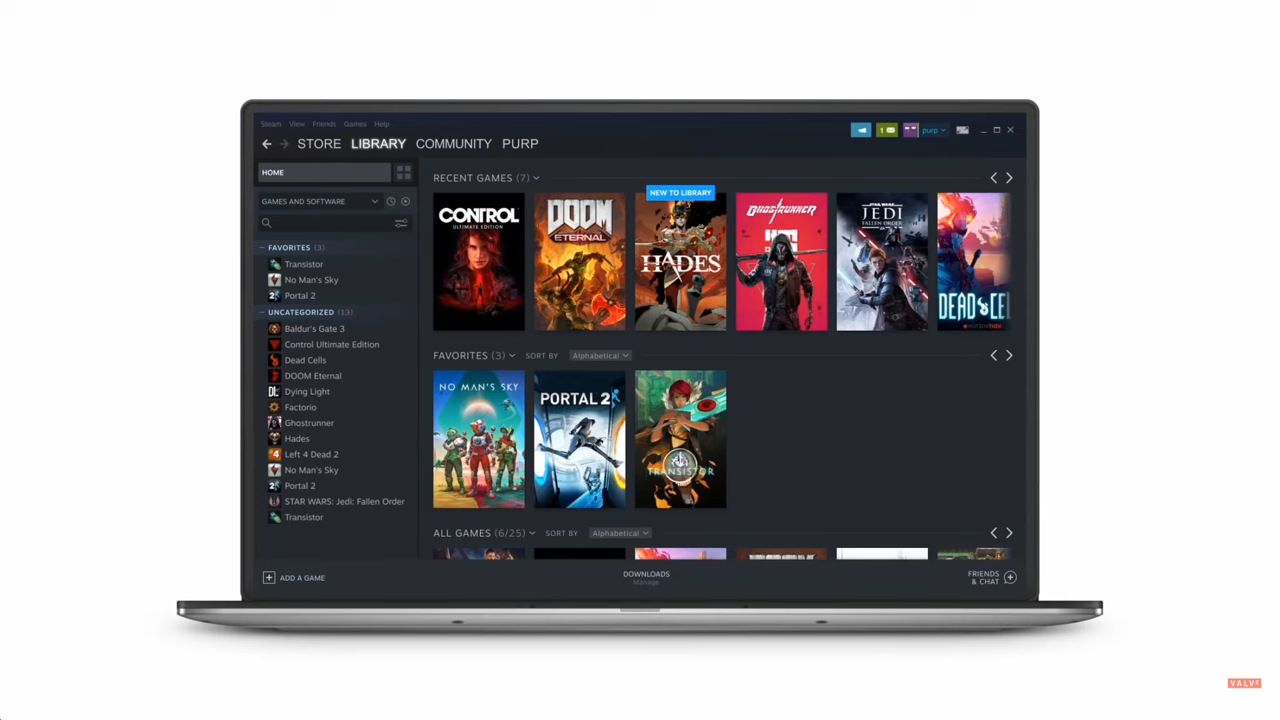 Steam View Friends Games Help
1 purp
STORE LIBRARY COMMUNITY PURP
HOME
GAMES AND SOFTWARE
FAVORITES (3)
Transistor
No Man's Sky
Portal 2
UNCATEGORIZED (13)
Baldur's Gate 3
Control Ultimate Edition
Dead Cells
DOOM Eternal
Dying Light
Factorio
Ghostrunner
Hades
Left 4 Dead 2
No Man's Sky
Portal 2
STAR WARS: Jedi: Fallen Order
Transistor
ADD A GAME
RECENT GAMES (7)
NEW TO LIBRARY
CONTROL
ULTIMATE EDITION
DOOM
ETERNAL
HADES
GHOSTRUNNER
STAR WARS
JEDI
FALLEN ORDER
DEAD CEL
MOTIONTWIN
FAVORITES (3) SORT BY Alphabetical
NO MAN'S SKY
PORTAL 2
TRANSISTOR
ALL GAMES (6/25) SORT BY Alphabetical
DOWNLOADS
Manage
FRIENDS
& CHAT
VALVE